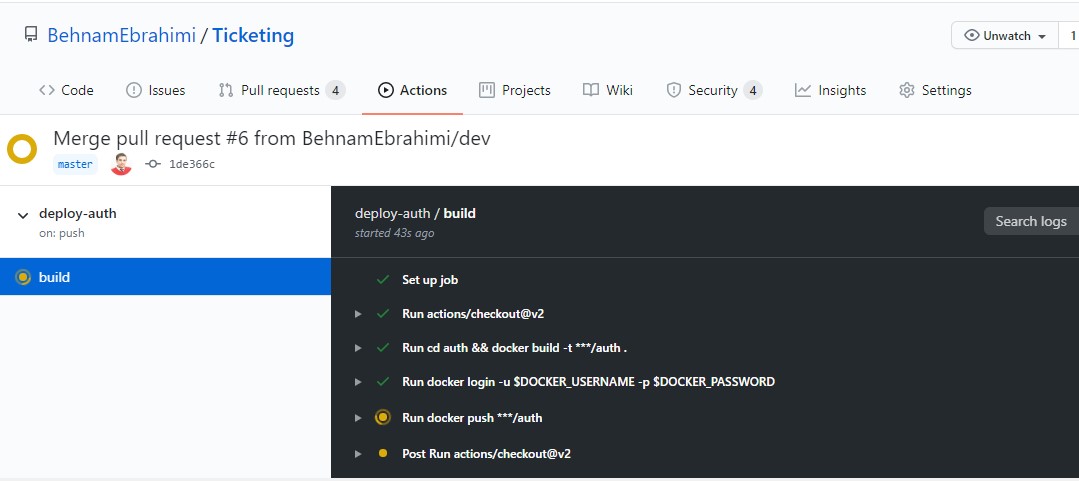 BehnamEbrahimi / Ticketing
Unwatch 1
Code Issues Pull requests 4 Actions Projects Wiki Security 4 Insights Settings
Merge pull request #6 from BehnamEbrahimi/dev
master 1de366c
deploy-auth
on: push
build
deploy-auth / build
started 43s ago
Search logs
Set up job
Run actions/checkout@v2
Run cd auth && docker build -t ***/auth .
Run docker login -u $DOCKER_USERNAME -p $DOCKER_PASSWORD
Run docker push ***/auth
Post Run actions/checkout@v2